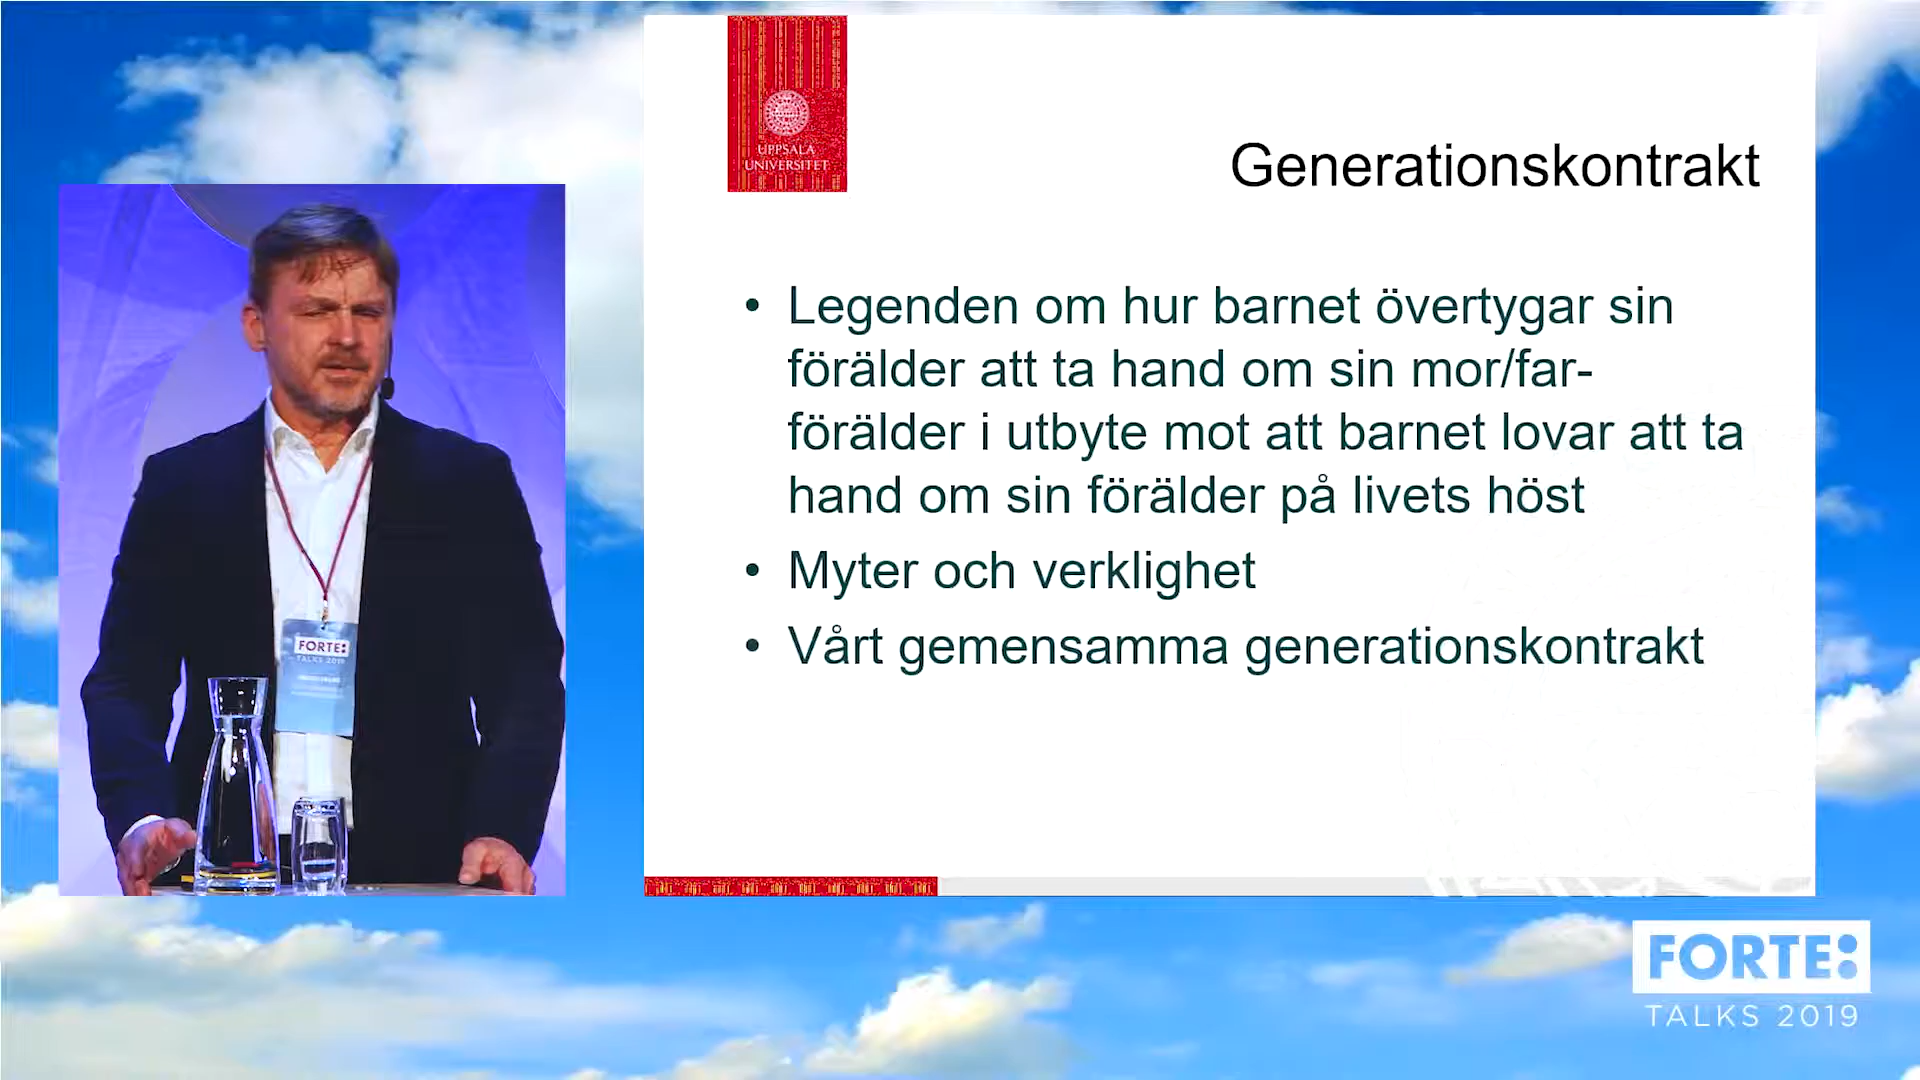 UPPSALA
UNIVERSITET
Generationskontrakt
• Legenden om hur barnet övertygar sin
förälder att ta hand om sin mor/far-
förälder i utbyte mot att barnet lovar att ta
hand om sin förälder på livets höst
• Myter och verklighet
• Vårt gemensamma generationskontrakt
FORTE:
TALKS 2019
FORTE:
TALKS 2019